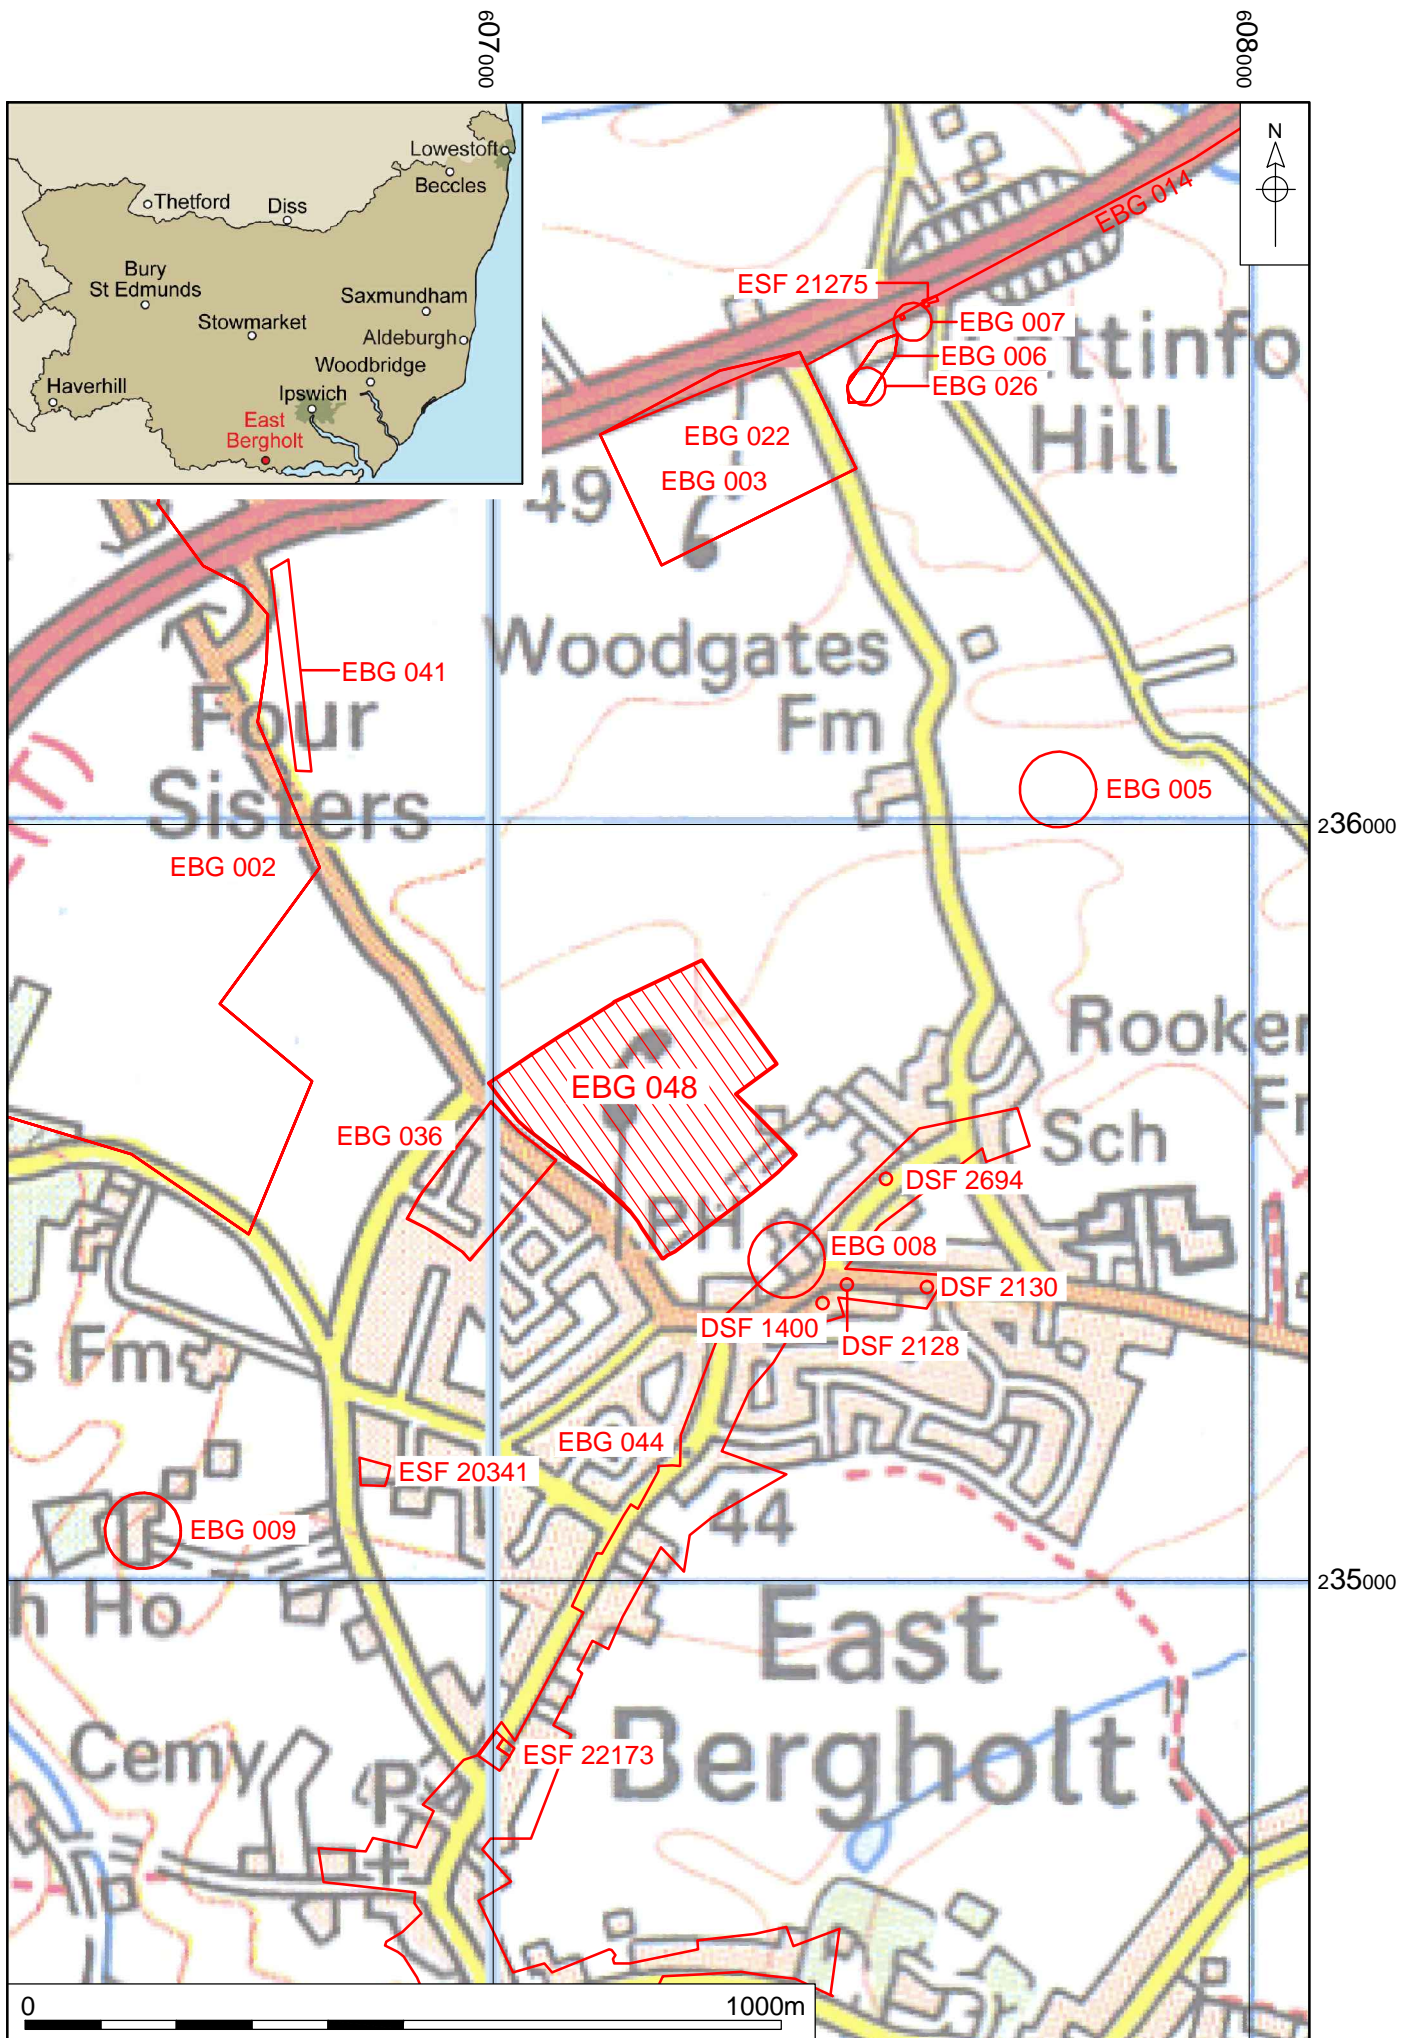 607000
608000
N
Lowestoft
Beccles
Thetford
Diss
Bury
St Edmunds
Saxmundham
Stowmarket
Aldeburgh
Woodbridge
Haverhill
Ipswich
East
Bergholt
EBG 014
ESF 21275
EBG 007
EBG 006
ttinfo
EBG 026
Hill
EBG 022
EBG 003
49
Woodgates
Fm
EBG 041
Four
Sisters
EBG 005
236000
EBG 002
Rooker
EBG 048
EBG 036
Sch
DSF 2694
PH
EBG 008
DSF 2130
DSF 1400
DSF 2128
s Fm
EBG 044
ESF 20341
44
EBG 009
235000
h Ho
East
Bergholt
Cemy
P
ESF 22173
0
1000m